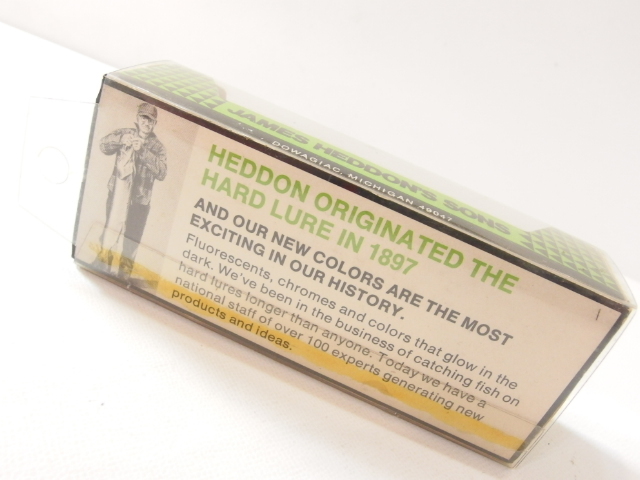 JAMES HEDDON'S SONS
DOWAGIAC, MICHIGAN 49047
HEDDON ORIGINATED THE
HARD LURE IN 1897
AND OUR NEW COLORS ARE THE MOST
EXCITING IN OUR HISTORY.
Fluorescents, chromes and colors that glow in the
dark. We've been in the business of catching fish on
hard lures longer than anyone. Today we have a
national staff of over 100 experts generating new
products and ideas.